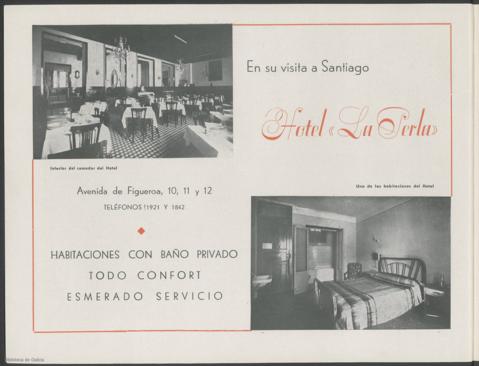 En su visita a Santiago
Hotel «La Perla»
Interior del comedor del Hotel
Avenida de Figueroa, 10, 11 y 12
TELÉFONOS 1921 Y 1842
HABITACIONES CON BAÑO PRIVADO
TODO CONFORT
ESMERADO SERVICIO
Una de las habitaciones del Hotel
Biblioteca de Galicia